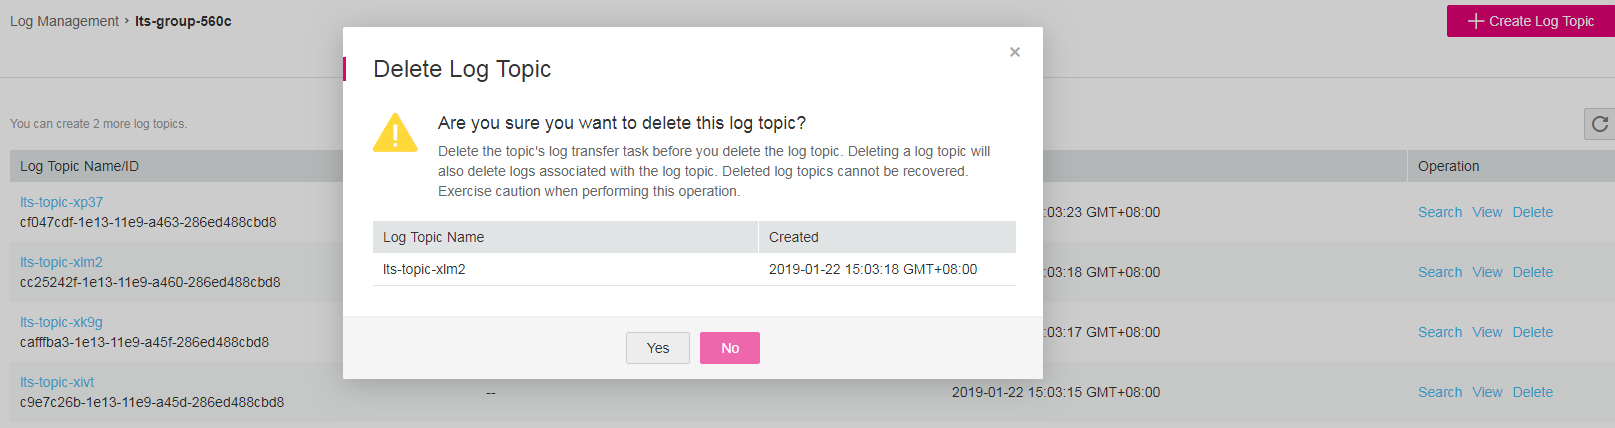 Log Management > lts-group-560c
+ Create Log Topic
You can create 2 more log topics.
Log Topic Name/ID
Operation
lts-topic-xp37
cf047cdf-1e13-11e9-a463-286ed488cbd8
:03:23 GMT+08:00
Search View Delete
lts-topic-xlm2
cc25242f-1e13-11e9-a460-286ed488cbd8
:03:18 GMT+08:00
Search View Delete
lts-topic-xk9g
cafffba3-1e13-11e9-a45f-286ed488cbd8
:03:17 GMT+08:00
Search View Delete
lts-topic-xivt
c9e7c26b-1e13-11e9-a45d-286ed488cbd8
--
2019-01-22 15:03:15 GMT+08:00
Search View Delete
Delete Log Topic
×
Are you sure you want to delete this log topic?
Delete the topic's log transfer task before you delete the log topic. Deleting a log topic will
also delete logs associated with the log topic. Deleted log topics cannot be recovered.
Exercise caution when performing this operation.
Log Topic Name Created
lts-topic-xlm2 2019-01-22 15:03:18 GMT+08:00
Yes No